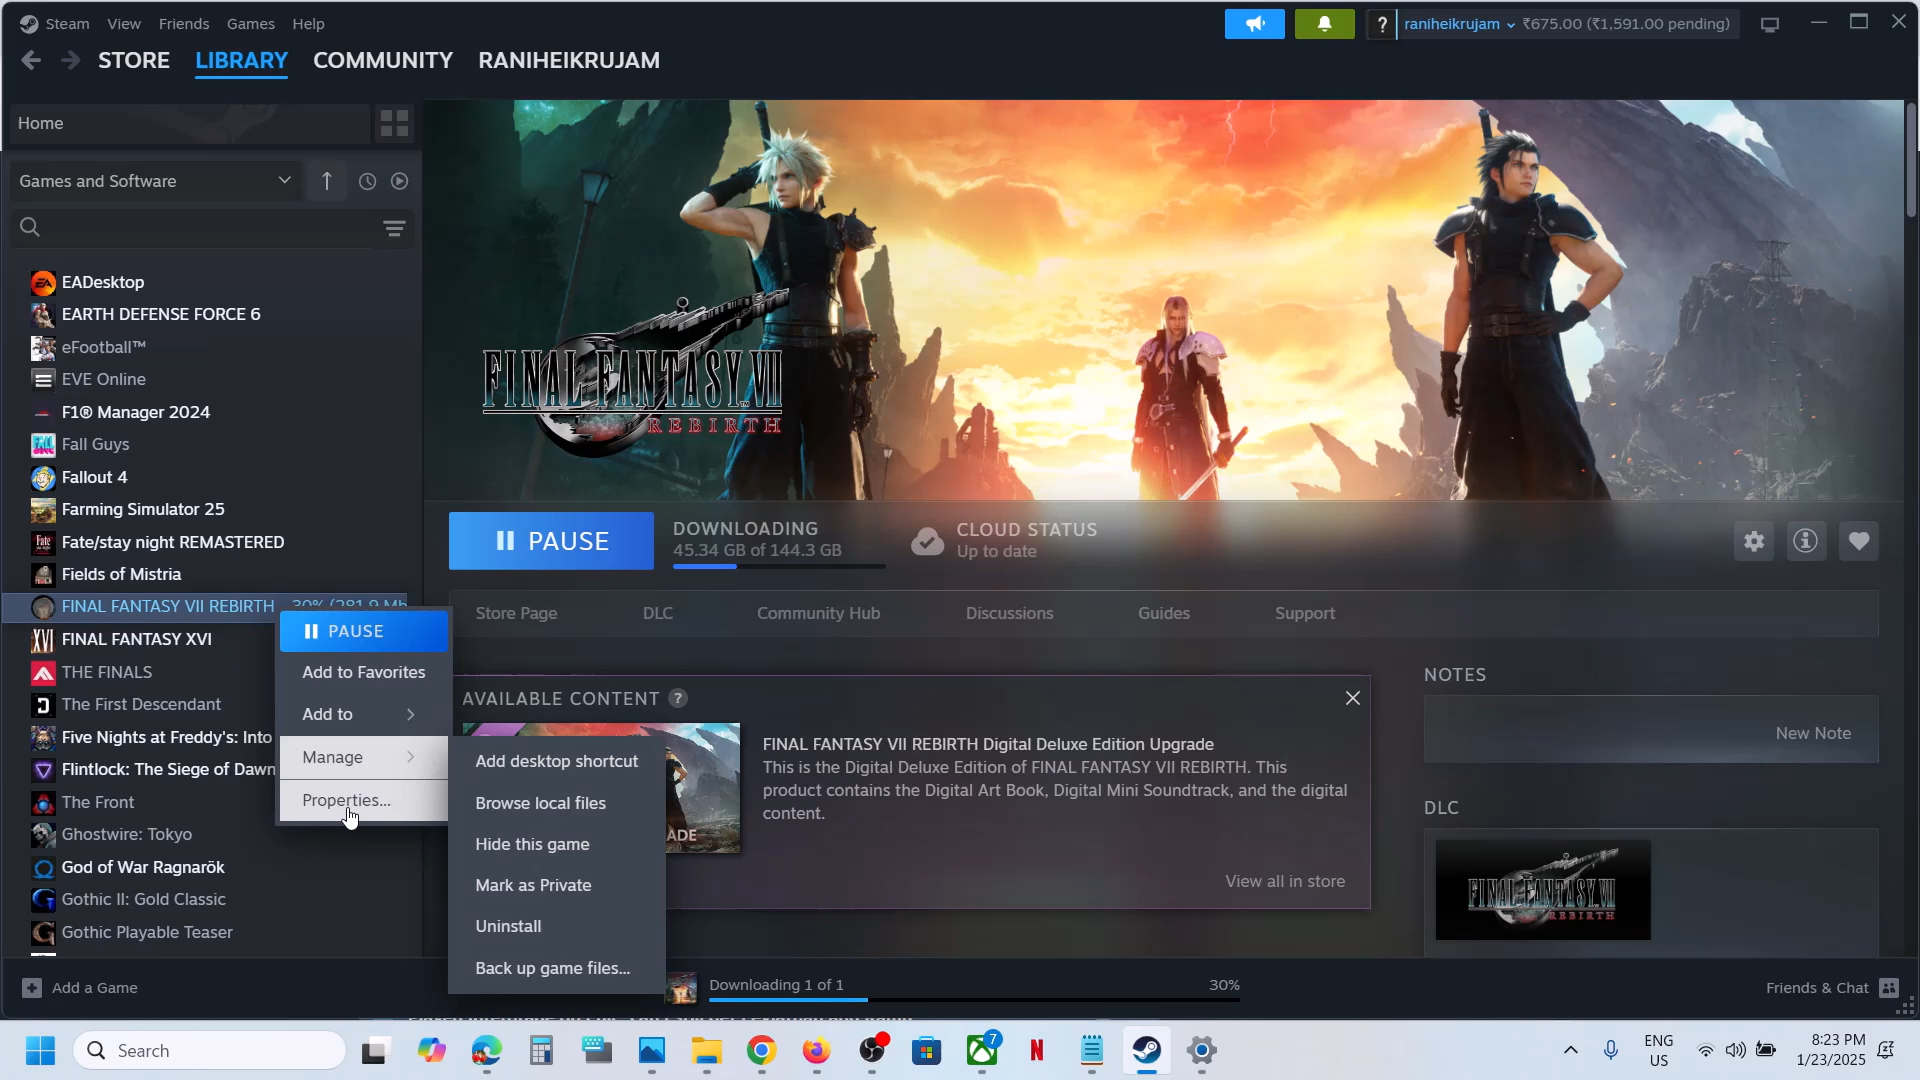 Steam View Friends Games Help
raniheikrujam ₹675.00 (₹1,591.00 pending)
STORE LIBRARY COMMUNITY RANIHEIKRUJAM
Home
Games and Software
EADesktop
EARTH DEFENSE FORCE 6
eFootball™
EVE Online
F1® Manager 2024
Fall Guys
Fallout 4
Farming Simulator 25
Fate/stay night REMASTERED
Fields of Mistria
FINAL FANTASY VII REBIRTH
FINAL FANTASY XVI
THE FINALS
The First Descendant
Five Nights at Freddy's: Into
Flintlock: The Siege of Dawn
The Front
Ghostwire: Tokyo
God of War Ragnarök
Gothic II: Gold Classic
Gothic Playable Teaser
Add a Game
PAUSE
Add to Favorites
Add to
Manage
Properties...
Add desktop shortcut
Browse local files
Hide this game
Mark as Private
Uninstall
Back up game files...
FINAL FANTASY VII
REBIRTH
PAUSE
DOWNLOADING
45.34 GB of 144.3 GB
CLOUD STATUS
Up to date
Store Page DLC Community Hub Discussions Guides Support
AVAILABLE CONTENT ?
FINAL FANTASY VII REBIRTH Digital Deluxe Edition Upgrade
This is the Digital Deluxe Edition of FINAL FANTASY VII REBIRTH. This
product contains the Digital Art Book, Digital Mini Soundtrack, and the digital
content.
View all in store
NOTES
New Note
DLC
FINAL FANTASY VII
REBIRTH
Downloading 1 of 1 30%
Friends & Chat
Search
7
ENG
US
8:23 PM
1/23/2025